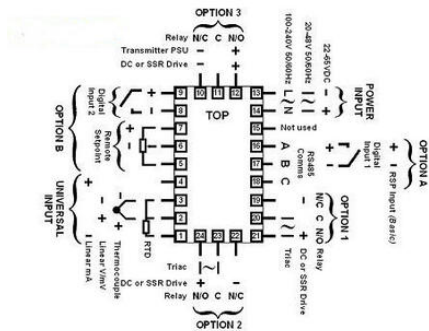 OPTION 3
Relay N/C C N/O
Transmitter PSU − +
DC or SSR Drive − +
9 10 11 12 13
8 14
7 15
6 16
5 17
4 18
3 19
2 20
1 24 23 22 21
TOP
OPTION B
Digital Input 2 + −
Remote Setpoint + −
UNIVERSAL INPUT
+ − Linear mA
+ − Linear V/mV
+ − Thermocouple
RTD
100-240V 50/60Hz L N
20-48V 50/60Hz
22-65VDC − +
POWER INPUT
Not used
A B C
RS485 Comms
Digital Input 1 + −
+ − RSP Input (Basic)
OPTION A
N/C C N/O Relay
− + DC or SSR Drive
Triac
OPTION 1
Triac
DC or SSR Drive + −
Relay N/O C N/C
OPTION 2